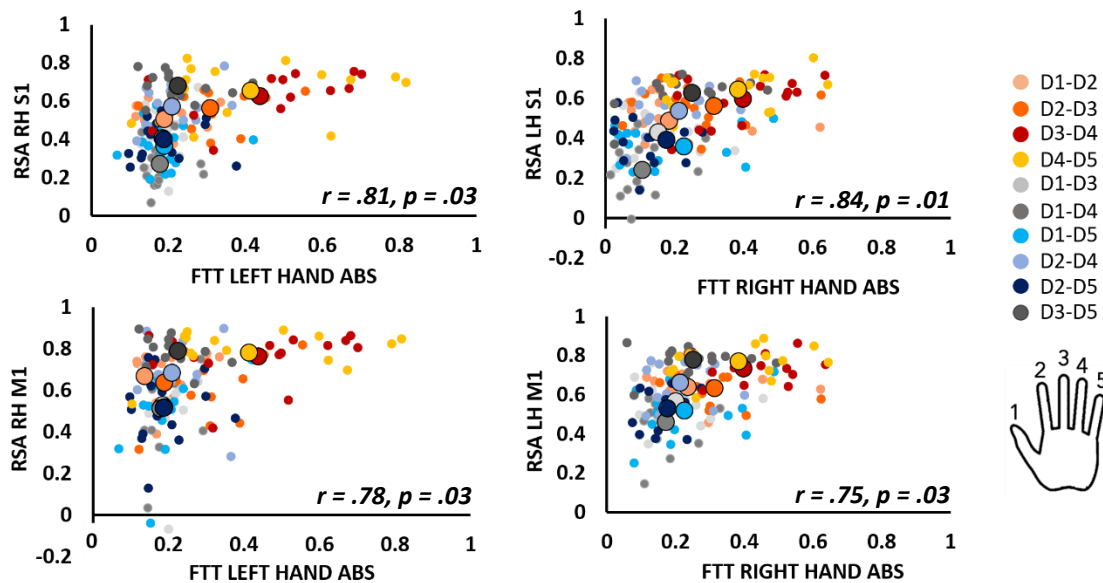 RSA RH S1
1
0.8
0.6
0.4
0.2
0
r = .81, p = .03
0 0.2 0.4 0.6 0.8 1
FTT LEFT HAND ABS
RSA LH S1
1
0.8
0.6
0.4
0.2
0
-0.2
r = .84, p = .01
0 0.2 0.4 0.6 0.8 1
FTT RIGHT HAND ABS
D1-D2
D2-D3
D3-D4
D4-D5
D1-D3
D1-D4
D1-D5
D2-D4
D2-D5
D3-D5
RSA RH M1
1
0.8
0.6
0.4
0.2
0
-0.2
r = .78, p = .03
0 0.2 0.4 0.6 0.8 1
FTT LEFT HAND ABS
RSA LH M1
1
0.8
0.6
0.4
0.2
0
r = .75, p = .03
0 0.2 0.4 0.6 0.8 1
FTT RIGHT HAND ABS
1 2 3 4 5